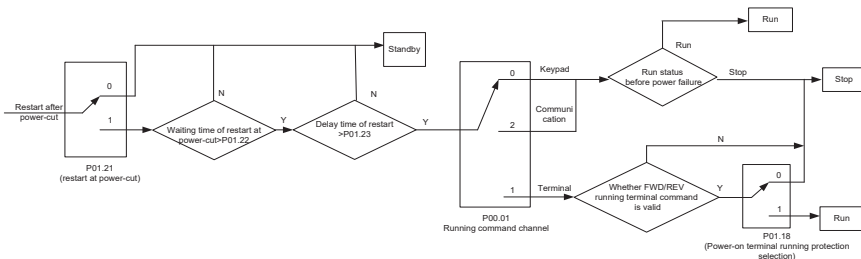 Run
Run
Standby
0
N
N
0
Keypad
Run status
before power failure
Stop
Stop
Restart after
power-cut
1
Waiting time of restart at
power-cut>P01.22
Y
Delay time of restart
>P01.23
Y
Communi
cation
2
P01.21
(restart at power-cut)
N
1
Terminal
Whether FWD/REV
running terminal command
is valid
Y
0
1
Run
P00.01
Running command channel
P01.18
(Power-on terminal running protection
selection)